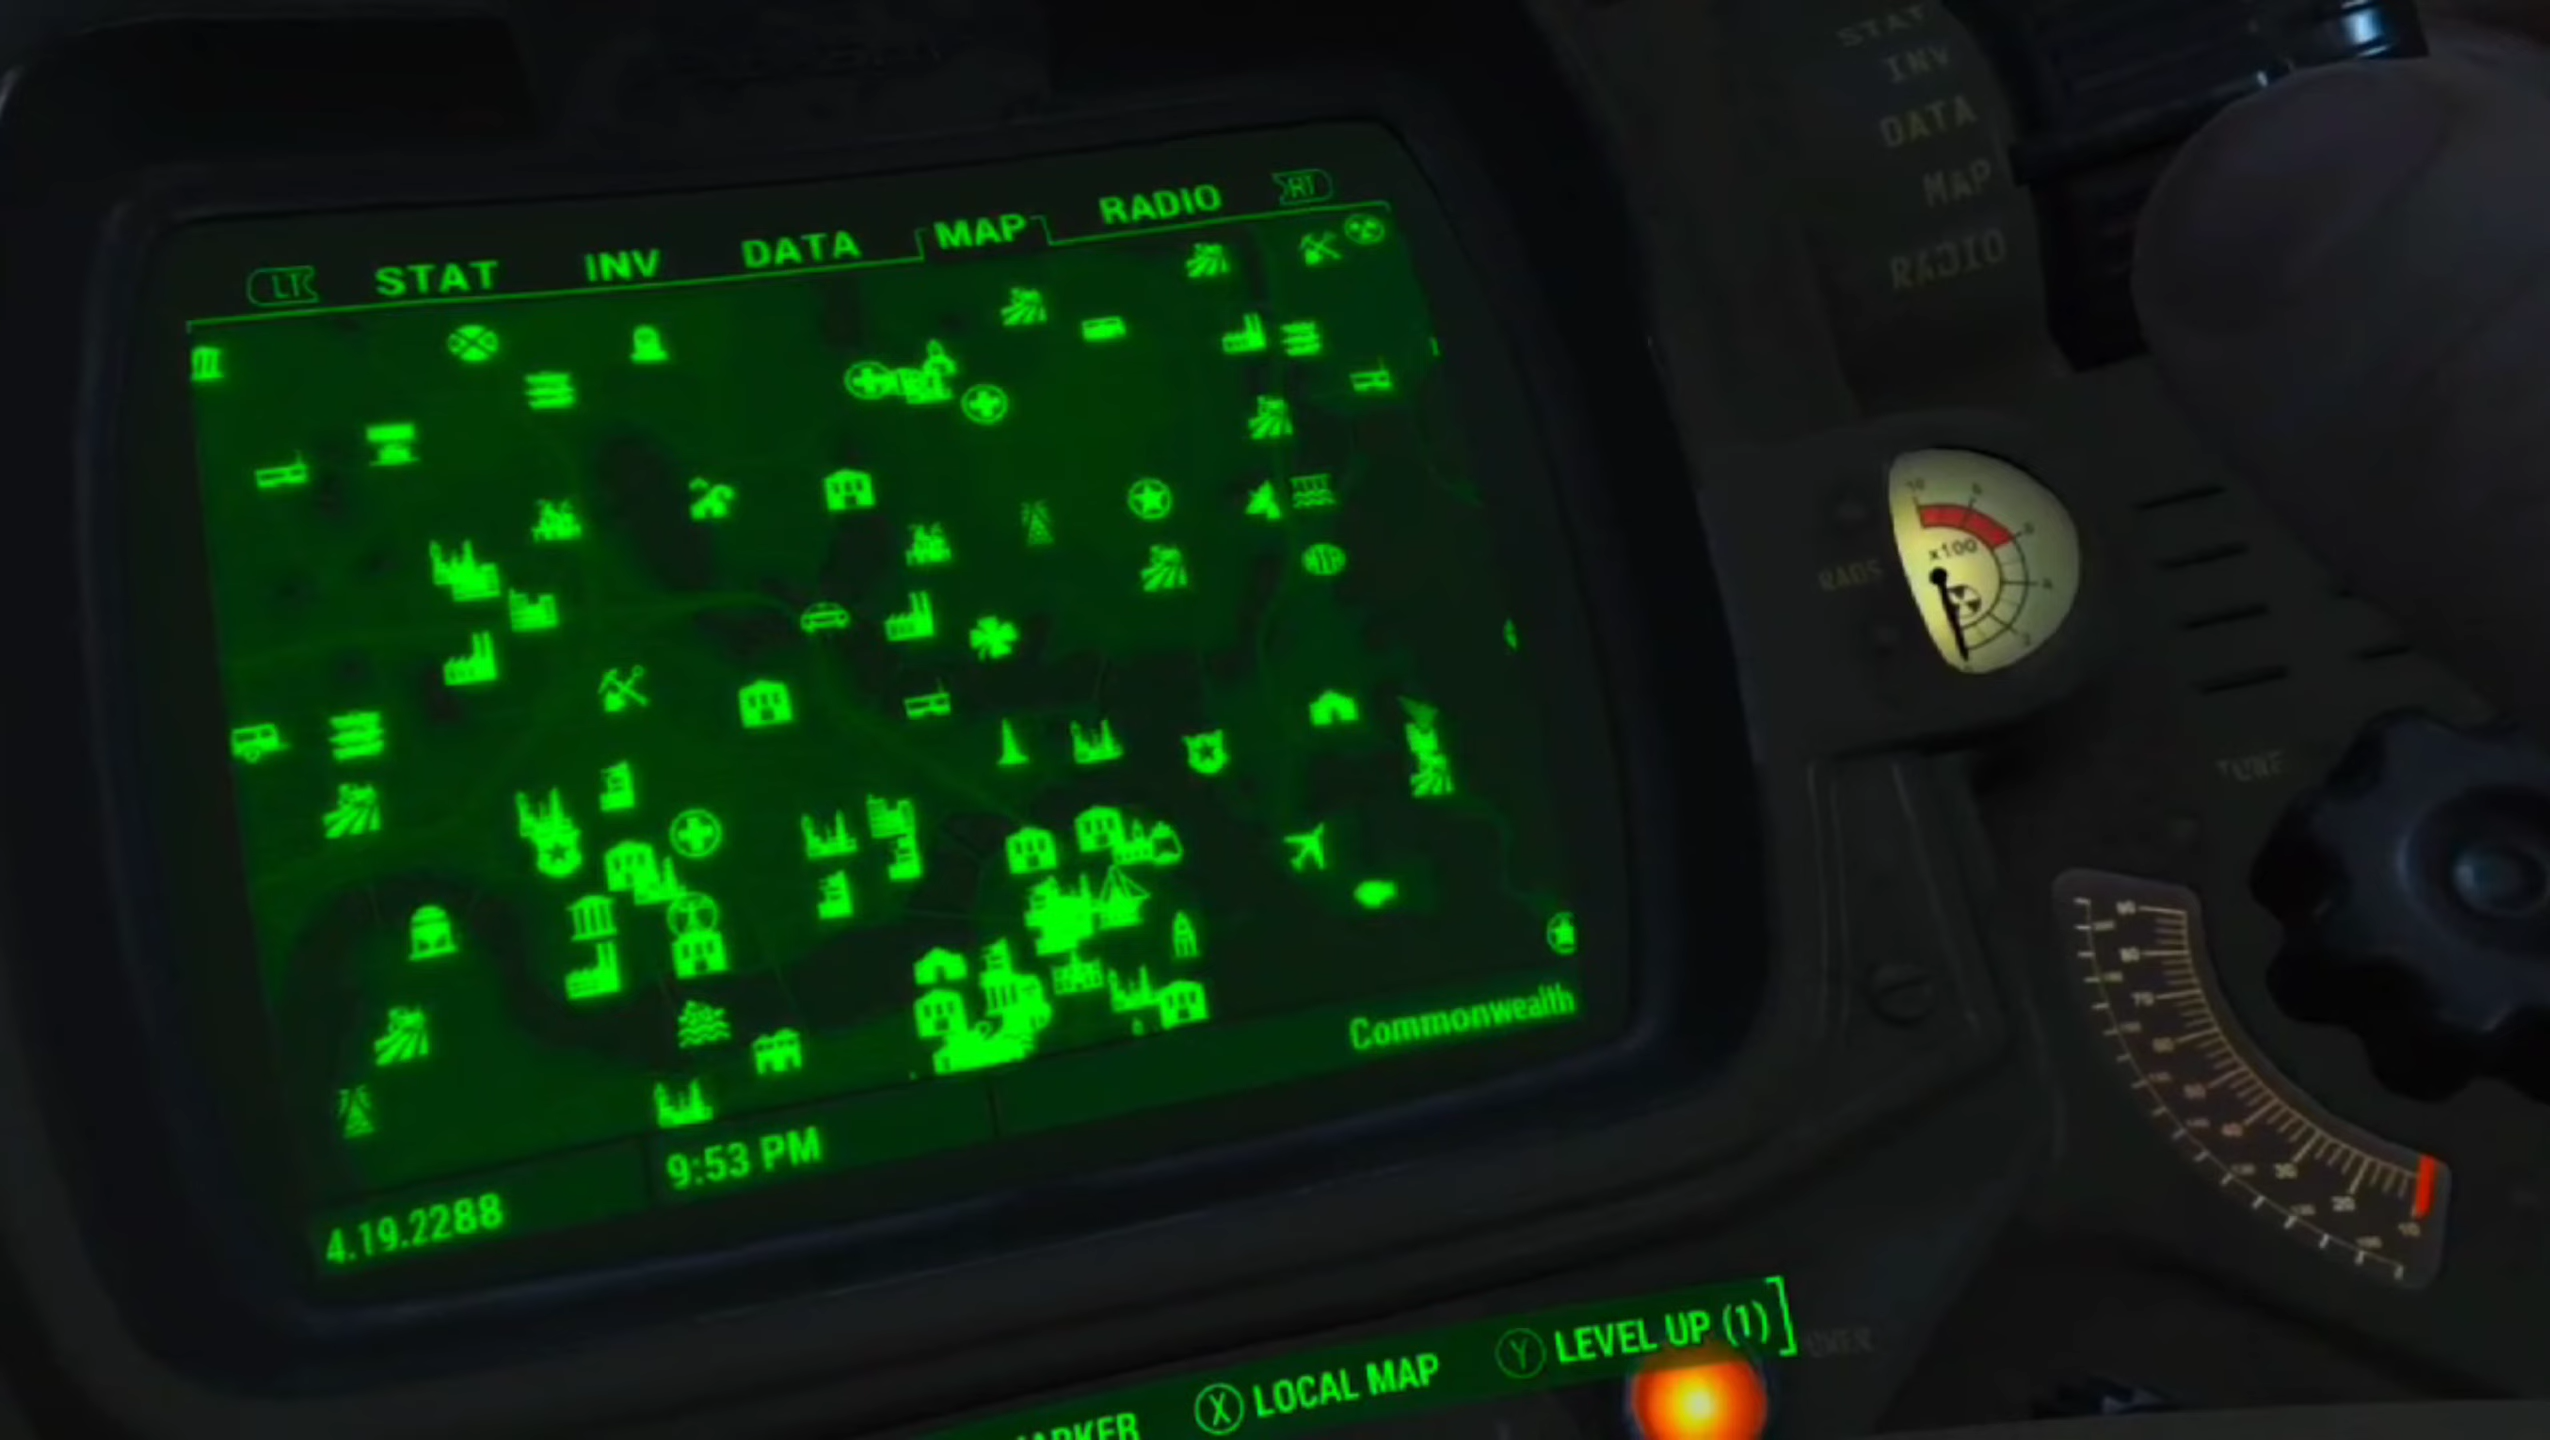 LT STAT INV DATA MAP RADIO RT
Commonwealth
4.19.2288 9:53 PM
X LOCAL MAP Y LEVEL UP (1)
STAT
INV
DATA
MAP
RADIO
x100
RADS
TUNE